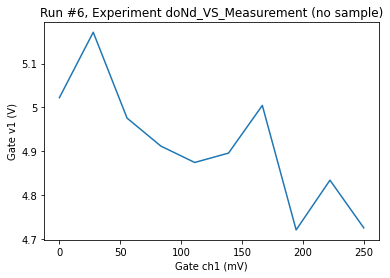 Run #6, Experiment doNd_VS_Measurement (no sample)
Gate v1 (V)
5.1
5
4.9
4.8
4.7
0 50 100 150 200 250
Gate ch1 (mV)